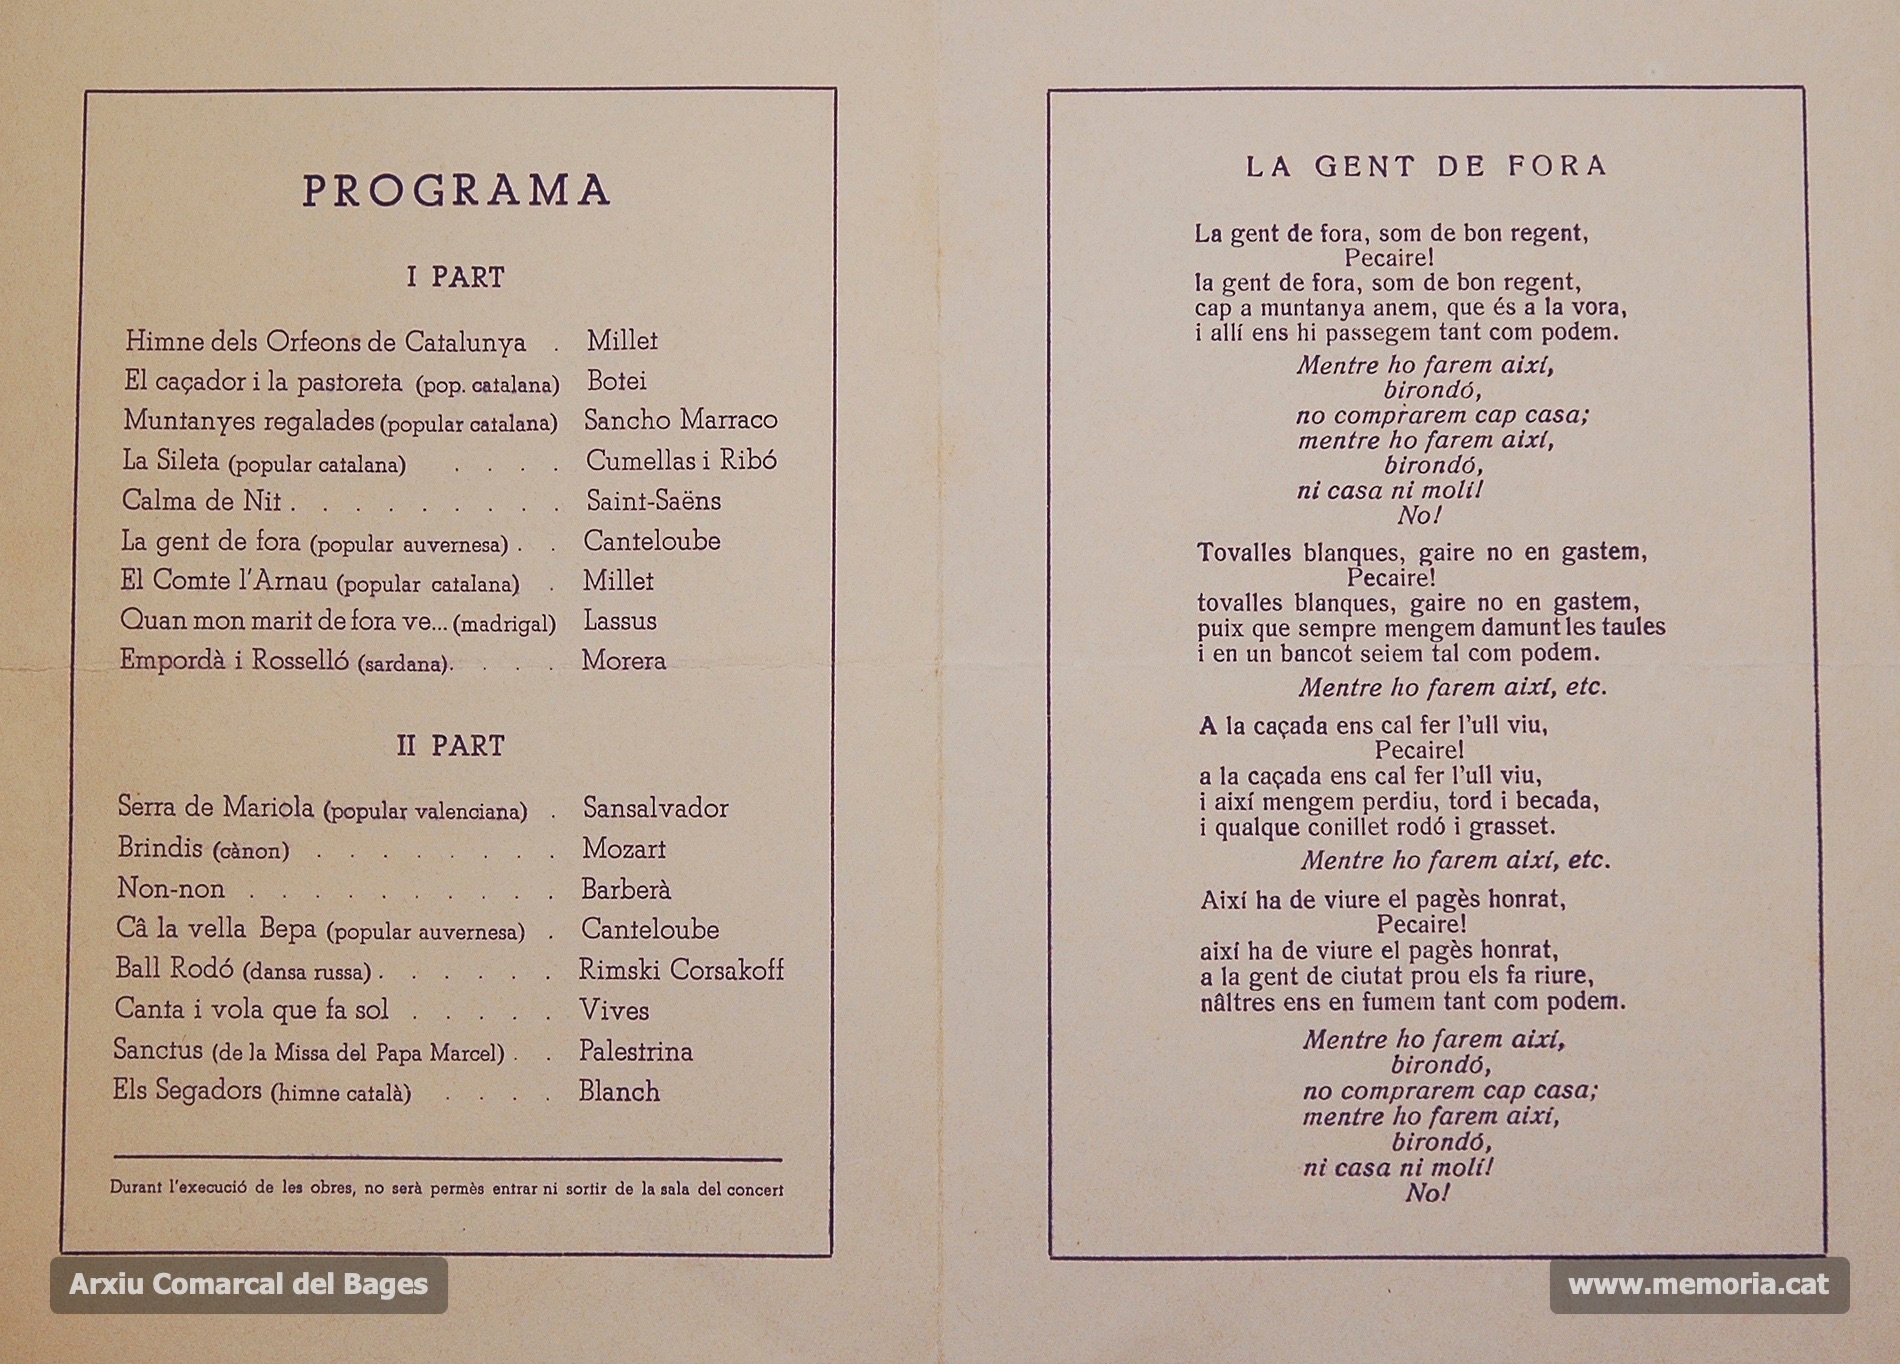 PROGRAMA
I PART
Himne dels Orfeons de Catalunya . Millet
El caçador i la pastoreta (pop. catalana) Botei
Muntanyes regalades (popular catalana) Sancho Marraco
La Sileta (popular catalana) . . . . Cumellas i Ribó
Calma de Nit . . . . . . . . . Saint-Saëns
La gent de fora (popular auvernesa) . . Canteloube
El Comte l'Arnau (popular catalana) . Millet
Quan mon marit de fora ve... (madrigal) Lassus
Empordà i Rosselló (sardana). . . . Morera
II PART
Serra de Mariola (popular valenciana) . Sansalvador
Brindis (cànon) . . . . . . . . Mozart
Non-non . . . . . . . . . . Barberà
Câ la vella Bepa (popular auvernesa) . Canteloube
Ball Rodó (dansa russa) . . . . . . Rimski Corsakoff
Canta i vola que fa sol . . . . . Vives
Sanctus (de la Missa del Papa Marcel) . . Palestrina
Els Segadors (himne català) . . . . Blanch
Durant l'execució de les obres, no serà permès entrar ni sortir de la sala del concert
LA GENT DE FORA
La gent de fora, som de bon regent,
Pecaire!
la gent de fora, som de bon regent,
cap a muntanya anem, que és a la vora,
i allí ens hi passegem tant com podem.
Mentre ho farem així,
birondó,
no comprarem cap casa;
mentre ho farem així,
birondó,
ni casa ni molí!
No!
Tovalles blanques, gaire no en gastem,
Pecaire!
tovalles blanques, gaire no en gastem,
puix que sempre mengem damunt les taules
i en un bancot seiem tal com podem.
Mentre ho farem així, etc.
A la caçada ens cal fer l'ull viu,
Pecaire!
a la caçada ens cal fer l'ull viu,
i així mengem perdiu, tord i becada,
i qualque conillet rodó i grasset.
Mentre ho farem així, etc.
Així ha de viure el pagès honrat,
Pecaire!
així ha de viure el pagès honrat,
a la gent de ciutat prou els fa riure,
nâltres ens en fumem tant com podem.
Mentre ho farem així,
birondó,
no comprarem cap casa;
mentre ho farem així,
birondó,
ni casa ni molí!
No!
Arxiu Comarcal del Bages
www.memoria.cat